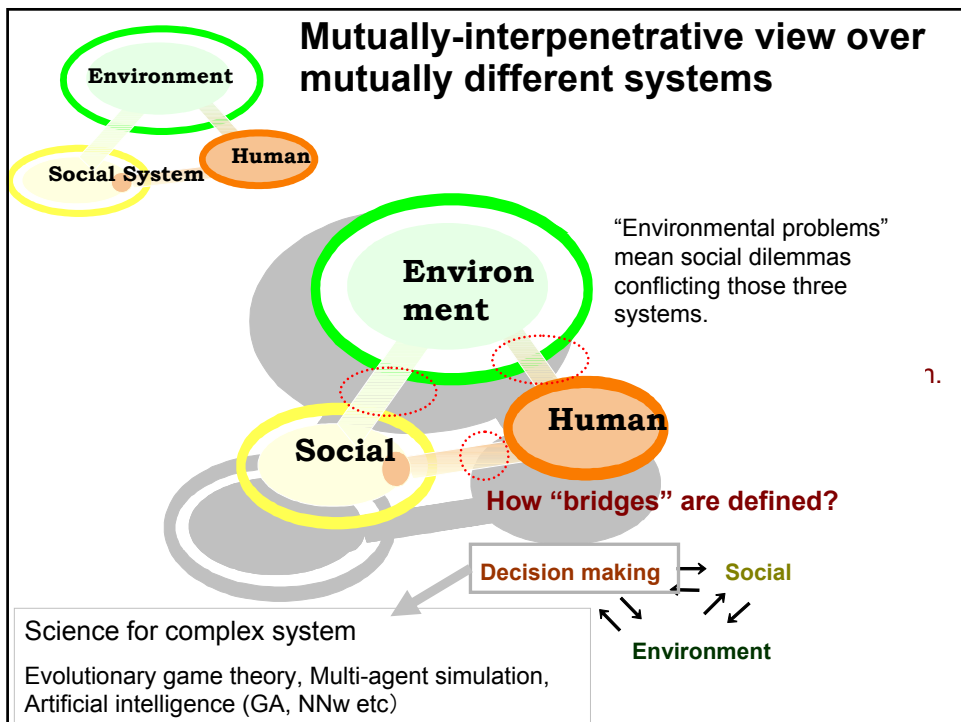 Mutually-interpenetrative view over
mutually different systems
Environment
Human
Social System
“Environmental problems”
mean social dilemmas
conflicting those three
systems.
Environ
ment
n.
Human
Social
How “bridges” are defined?
Decision making
Social
Environment
Science for complex system
Evolutionary game theory, Multi-agent simulation,
Artificial intelligence (GA, NNw etc）